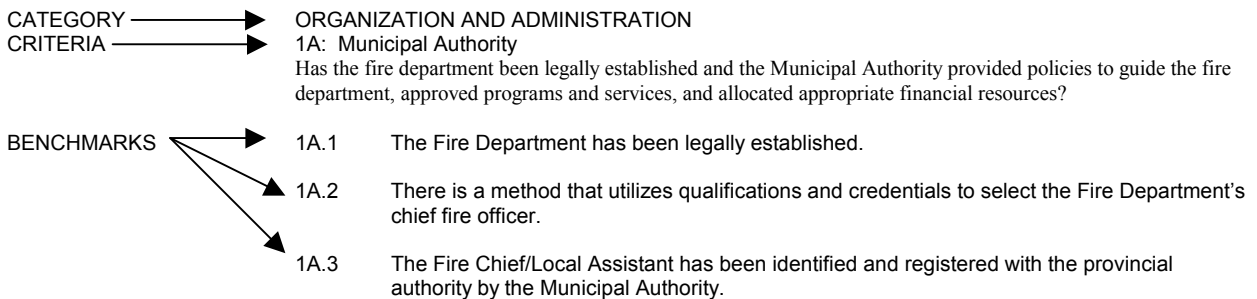 CATEGORY ORGANIZATION AND ADMINISTRATION
CRITERIA 1A: Municipal Authority
Has the fire department been legally established and the Municipal Authority provided policies to guide the fire
department, approved programs and services, and allocated appropriate financial resources?
BENCHMARKS 1A.1 The Fire Department has been legally established.
1A.2 There is a method that utilizes qualifications and credentials to select the Fire Department's
chief fire officer.
1A.3 The Fire Chief/Local Assistant has been identified and registered with the provincial
authority by the Municipal Authority.